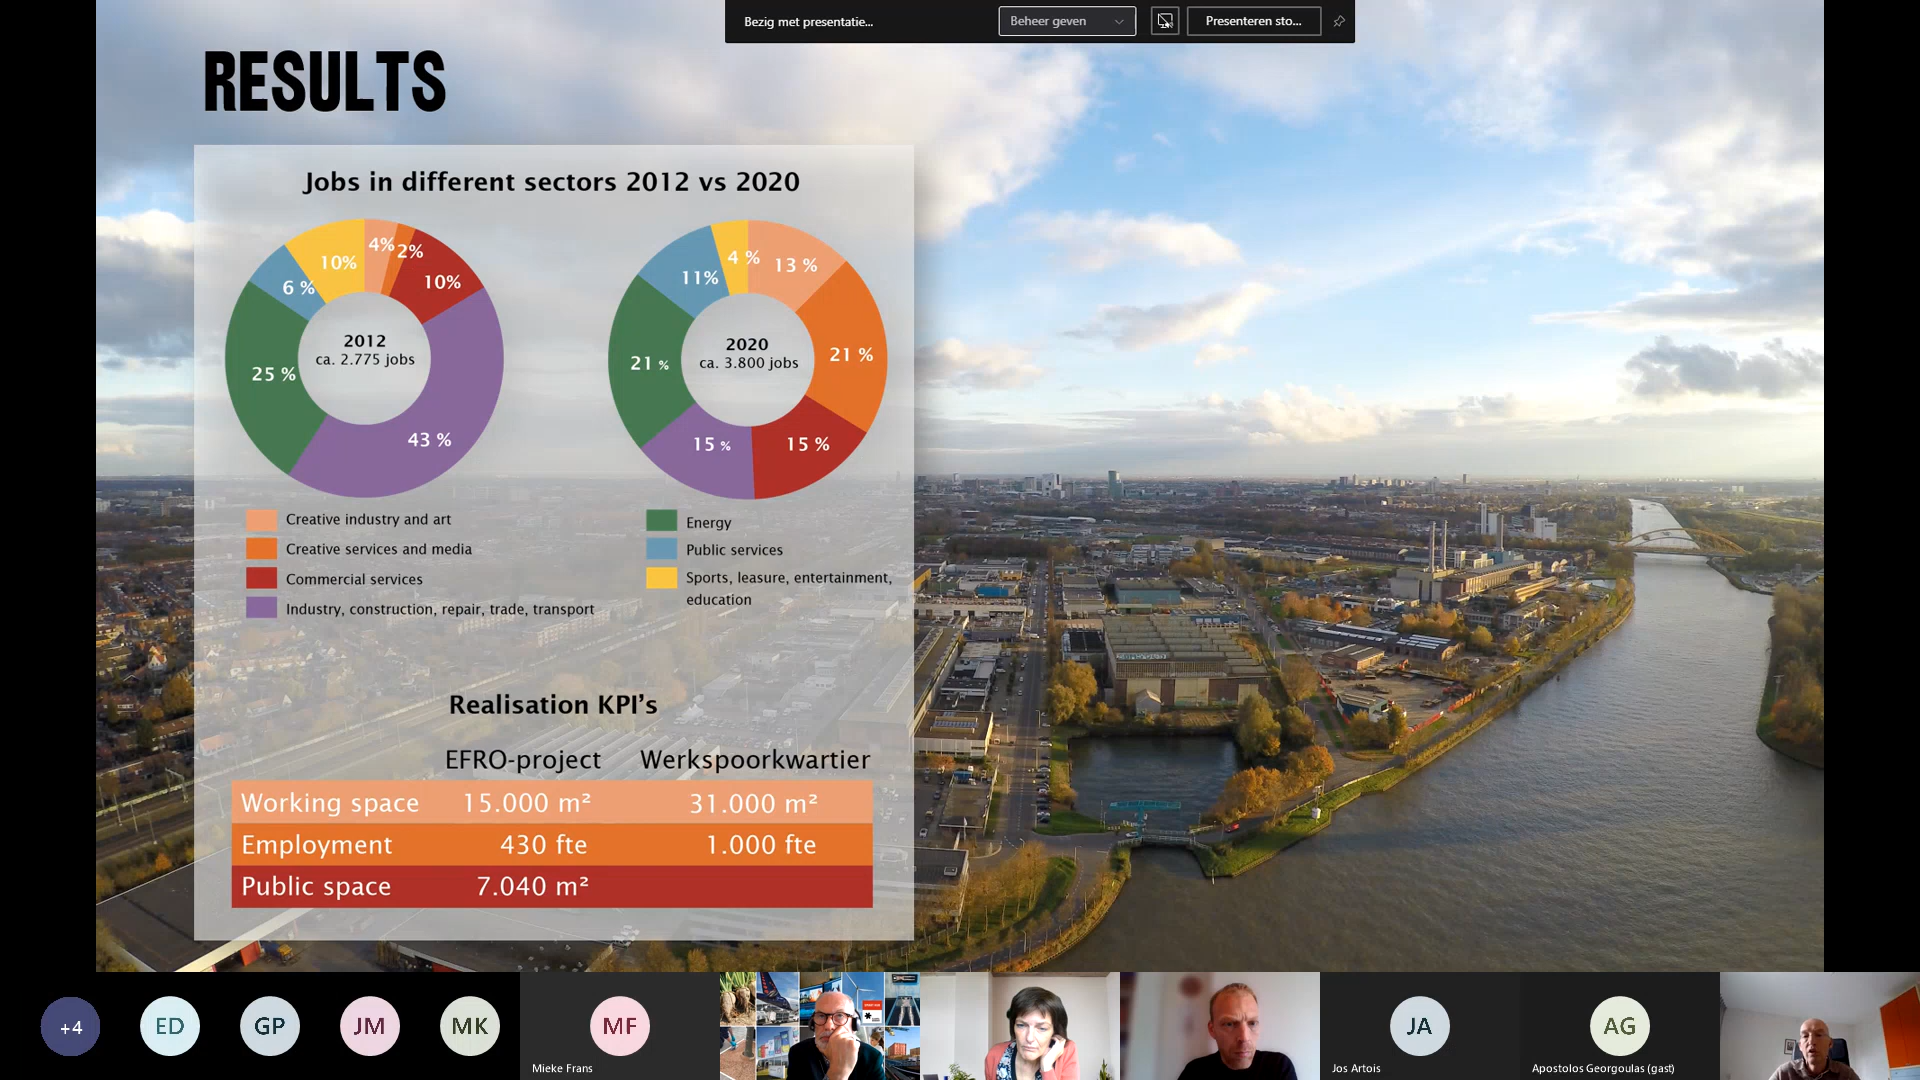 Bezig met presentatie...
Beheer geven
Presenteren sto...
RESULTS
Jobs in different sectors 2012 vs 2020
4%
2%
10%
10%
6 %
25 %
43 %
2012
ca. 2.775 jobs
4 %
13 %
11%
21 %
21 %
15 %
15 %
2020
ca. 3.800 jobs
Creative industry and art
Creative services and media
Commercial services
Industry, construction, repair, trade, transport
Energy
Public services
Sports, leasure, entertainment,
education
Realisation KPI’s
EFRO-project Werkspoorkwartier
Working space 15.000 m² 31.000 m²
Employment 430 fte 1.000 fte
Public space 7.040 m²
+4
ED
GP
JM
MK
MF
Mieke Frans
JA
Jos Artois
AG
Apostolos Georgoulas (gast)